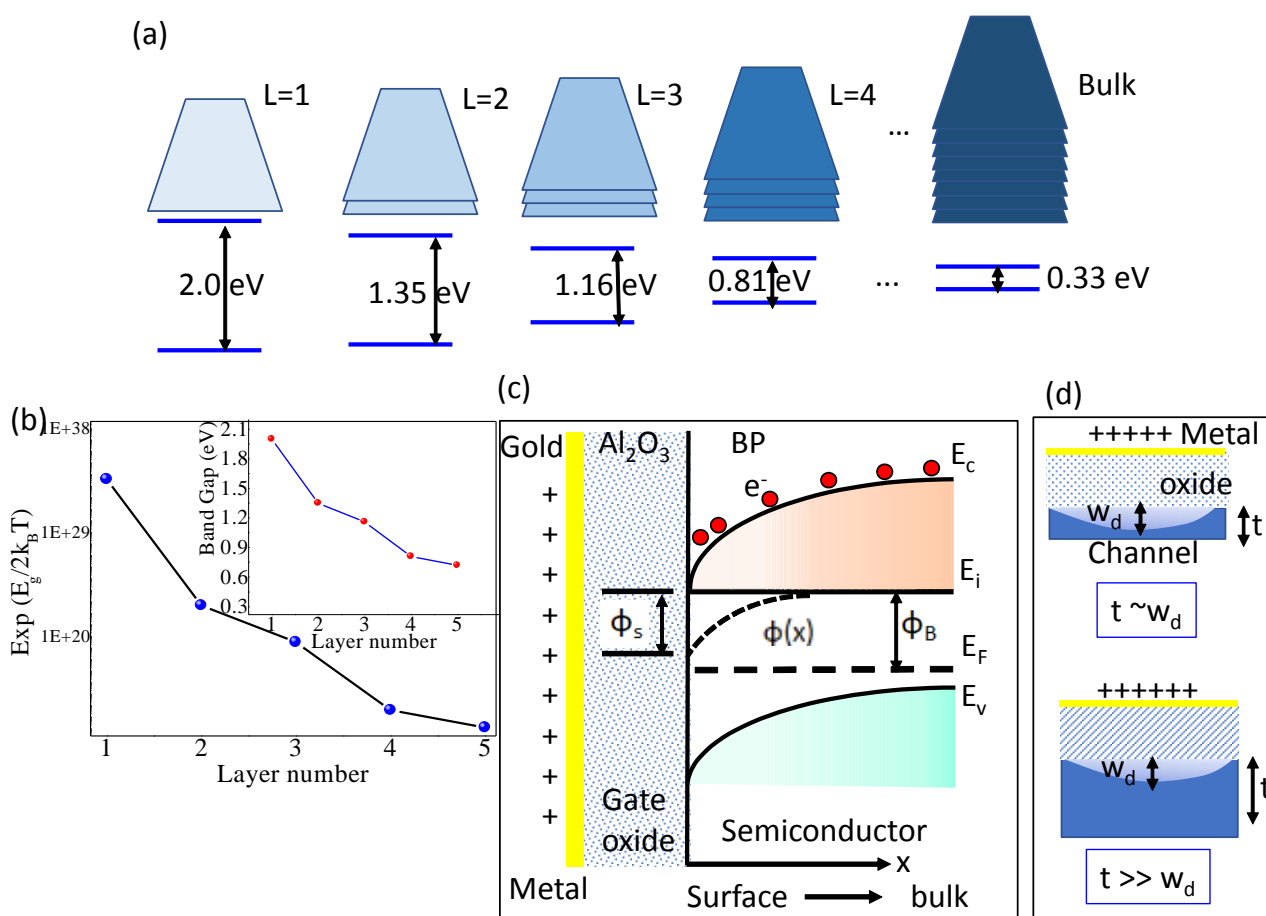 (a)
L=1
L=2
L=3
L=4
...
Bulk
2.0 eV
1.35 eV
1.16 eV
0.81 eV
...
0.33 eV
(b)
1E+38
1E+29
1E+20
Exp (E_g/2k_BT)
1
2
3
4
5
Layer number
2.1
1.8
1.5
1.2
0.9
0.6
0.3
Band Gap (eV)
1
2
3
4
5
Layer number
(c)
Gold
Al₂O₃
BP
E_c
e⁻
+
+
+
+
+
+
+
+
+
E_i
ϕ_s
ϕ(x)
ϕ_B
E_F
E_v
Gate
oxide
Semiconductor
x
Metal
Surface
bulk
(d)
+++++ Metal
oxide
w_d
t
Channel
t ~w_d
++++++
w_d
t
t >> w_d